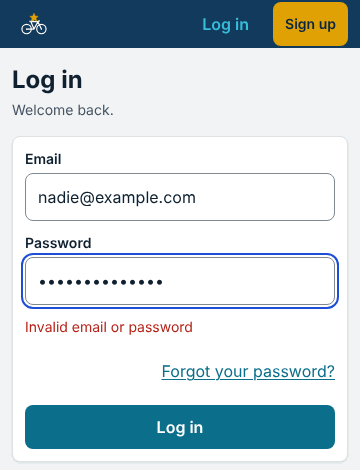 Log in
Sign up
Log in
Welcome back.
Email
nadie@example.com
Password
••••••••••••••
Invalid email or password
Forgot your password?
Log in